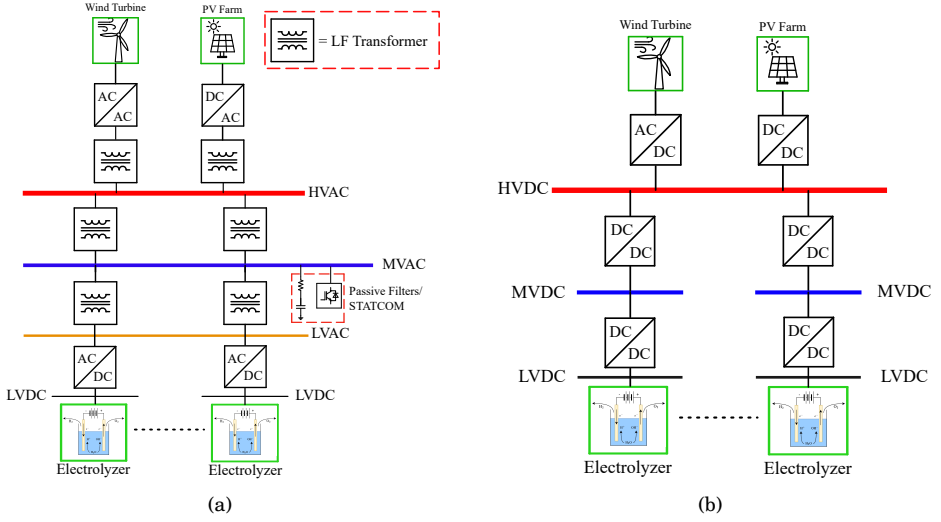 Wind Turbine
PV Farm
= LF Transformer
AC
AC
DC
AC
HVAC
MVAC
Passive Filters/
STATCOM
LVAC
AC
DC
AC
DC
LVDC
LVDC
Electrolyzer
Electrolyzer
(a)
Wind Turbine
PV Farm
AC
DC
DC
DC
HVDC
DC
DC
DC
DC
MVDC
MVDC
DC
DC
DC
DC
LVDC
LVDC
Electrolyzer
Electrolyzer
(b)